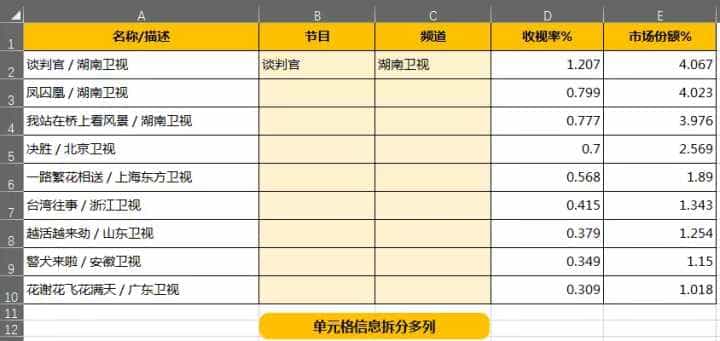 A B C D E
1 名称/描述 节目 频道 收视率% 市场份额%
2 谈判官 / 湖南卫视 谈判官 湖南卫视 1.207 4.067
3 凤囚凰 / 湖南卫视 0.799 4.023
4 我站在桥上看风景 / 湖南卫视 0.777 3.976
5 决胜 / 北京卫视 0.7 2.569
6 一路繁花相送 / 上海东方卫视 0.568 1.89
7 台湾往事 / 浙江卫视 0.415 1.343
8 越活越来劲 / 山东卫视 0.379 1.254
9 警犬来啦 / 安徽卫视 0.349 1.15
10 花谢花飞花满天 / 广东卫视 0.309 1.018
11
12 单元格信息拆分多列